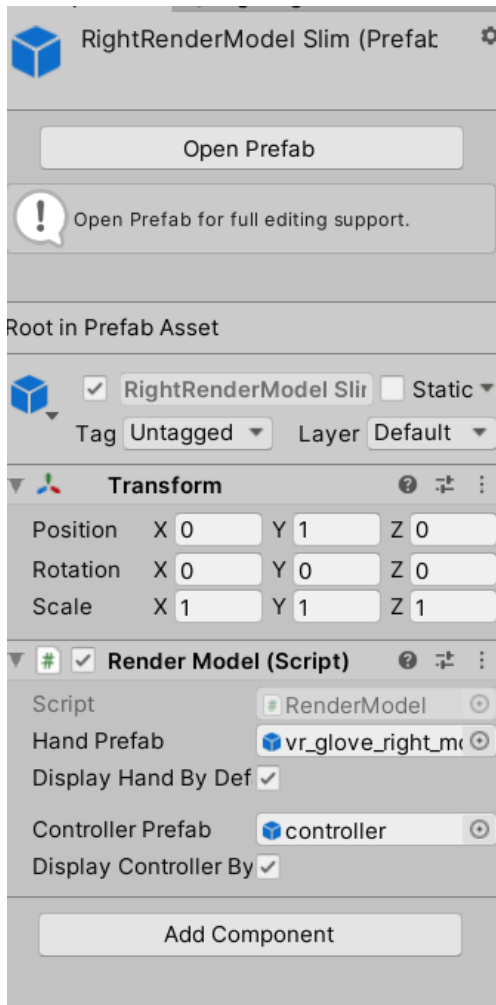 RightRenderModel Slim (Prefab
Open Prefab
Open Prefab for full editing support.
Root in Prefab Asset
RightRenderModel Slir Static
Tag Untagged Layer Default
Transform
Position X 0 Y 1 Z 0
Rotation X 0 Y 0 Z 0
Scale X 1 Y 1 Z 1
# Render Model (Script)
Script # RenderModel
Hand Prefab vr_glove_right_mo
Display Hand By Def
Controller Prefab controller
Display Controller By
Add Component